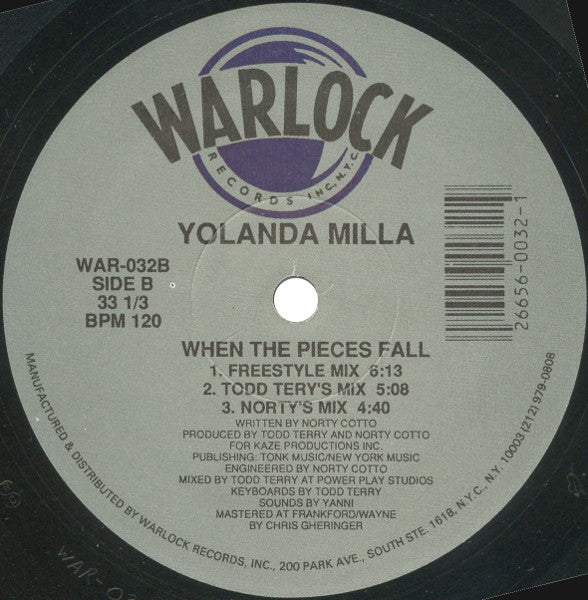 WARLOCK
RECORDS INC. N.Y.C.
YOLANDA MILLA
WAR-032B
SIDE B
33 1/3
BPM 120
26656-0032-1
WHEN THE PIECES FALL
1. FREESTYLE MIX 6:13
2. TODD TERY'S MIX 5:08
3. NORTY'S MIX 4:40
WRITTEN BY NORTY COTTO
PRODUCED BY TODD TERRY AND NORTY COTTO
FOR KAZE PRODUCTIONS INC.
PUBLISHING: TONK MUSIC/NEW YORK MUSIC
ENGINEERED BY NORTY COTTO
MIXED BY TODD TERRY AT POWER PLAY STUDIOS
KEYBOARDS BY TODD TERRY
SOUNDS BY YANNI
MASTERED AT FRANKFORD/WAYNE
BY CHRIS GHERINGER
MANUFACTURED & DISTRIBUTED BY WARLOCK RECORDS, INC., 200 PARK AVE., SOUTH STE. 1618, N.Y.C., N.Y. 10003 (212) 979-0808